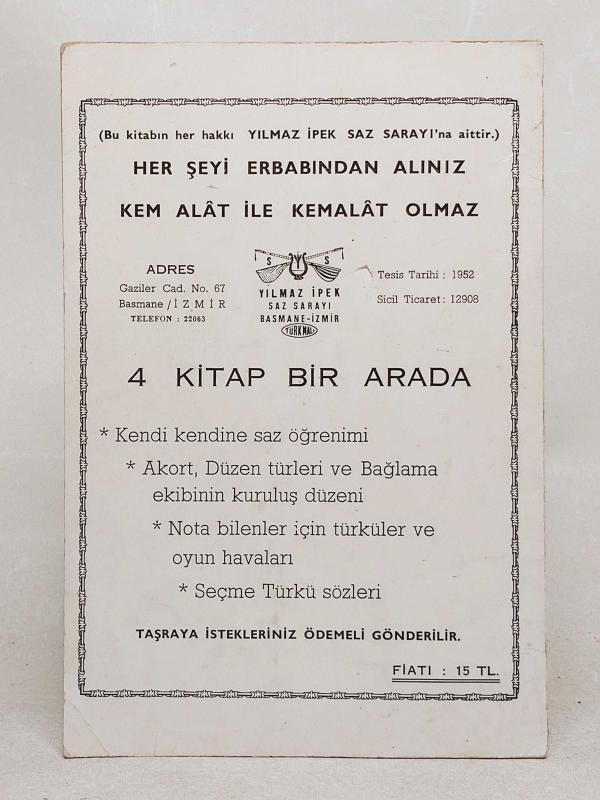 (Bu kitabın her hakkı YILMAZ İPEK SAZ SARAYI'na aittir.)
HER ŞEYİ ERBABINDAN ALINIZ
KEM ALÂT İLE KEMALÂT OLMAZ
ADRES
Gaziler Cad. No. 67
Basmane / İ Z M İ R
TELEFON : 22063
S S
YILMAZ İPEK
SAZ SARAYI
BASMANE-İZMİR
TÜRK MALI
Tesis Tarihi : 1952
Sicil Ticaret : 12908
4 KİTAP BİR ARADA
* Kendi kendine saz öğrenimi
* Akort, Düzen türleri ve Bağlama
ekibinin kuruluş düzeni
* Nota bilenler için türküler ve
oyun havaları
* Seçme Türkü sözleri
TAŞRAYA İSTEKLERİNİZ ÖDEMELİ GÖNDERİLİR.
FİATI : 15 TL.